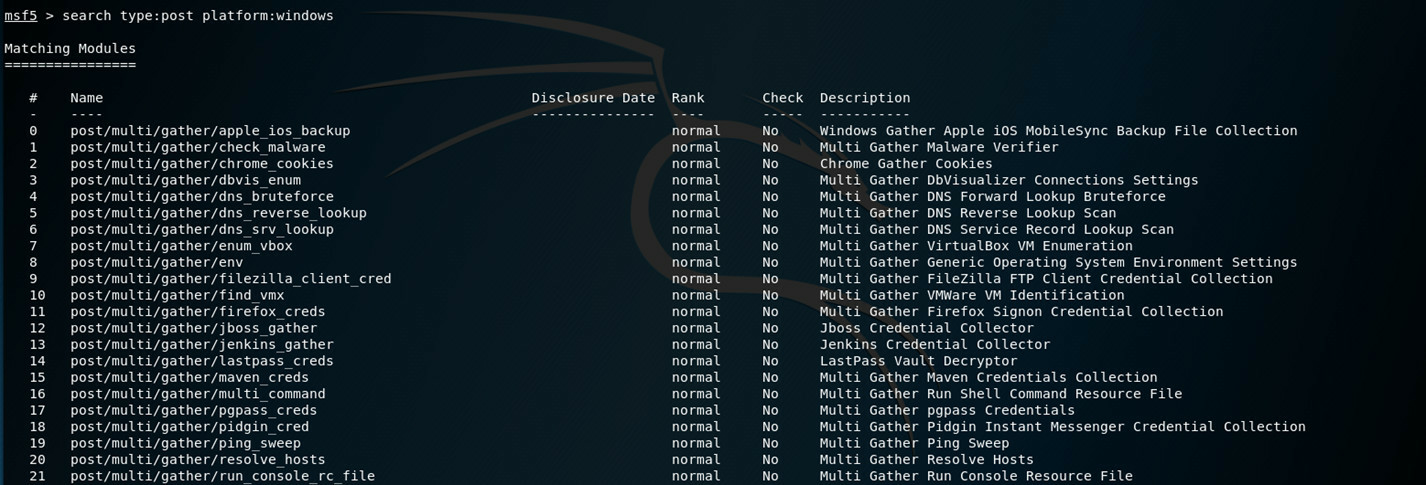 msf5 > search type:post platform:windows
Matching Modules
================
# Name Disclosure Date Rank Check Description
- ---- --------------- ---- ----- -----------
0 post/multi/gather/apple_ios_backup normal No Windows Gather Apple iOS MobileSync Backup File Collection
1 post/multi/gather/check_malware normal No Multi Gather Malware Verifier
2 post/multi/gather/chrome_cookies normal No Chrome Gather Cookies
3 post/multi/gather/dbvis_enum normal No Multi Gather DbVisualizer Connections Settings
4 post/multi/gather/dns_bruteforce normal No Multi Gather DNS Forward Lookup Bruteforce
5 post/multi/gather/dns_reverse_lookup normal No Multi Gather DNS Reverse Lookup Scan
6 post/multi/gather/dns_srv_lookup normal No Multi Gather DNS Service Record Lookup Scan
7 post/multi/gather/enum_vbox normal No Multi Gather VirtualBox VM Enumeration
8 post/multi/gather/env normal No Multi Gather Generic Operating System Environment Settings
9 post/multi/gather/filezilla_client_cred normal No Multi Gather FileZilla FTP Client Credential Collection
10 post/multi/gather/find_vmx normal No Multi Gather VMWare VM Identification
11 post/multi/gather/firefox_creds normal No Multi Gather Firefox Signon Credential Collection
12 post/multi/gather/jboss_gather normal No Jboss Credential Collector
13 post/multi/gather/jenkins_gather normal No Jenkins Credential Collector
14 post/multi/gather/lastpass_creds normal No LastPass Vault Decryptor
15 post/multi/gather/maven_creds normal No Multi Gather Maven Credentials Collection
16 post/multi/gather/multi_command normal No Multi Gather Run Shell Command Resource File
17 post/multi/gather/pgpass_creds normal No Multi Gather pgpass Credentials
18 post/multi/gather/pidgin_cred normal No Multi Gather Pidgin Instant Messenger Credential Collection
19 post/multi/gather/ping_sweep normal No Multi Gather Ping Sweep
20 post/multi/gather/resolve_hosts normal No Multi Gather Resolve Hosts
21 post/multi/gather/run_console_rc_file normal No Multi Gather Run Console Resource File